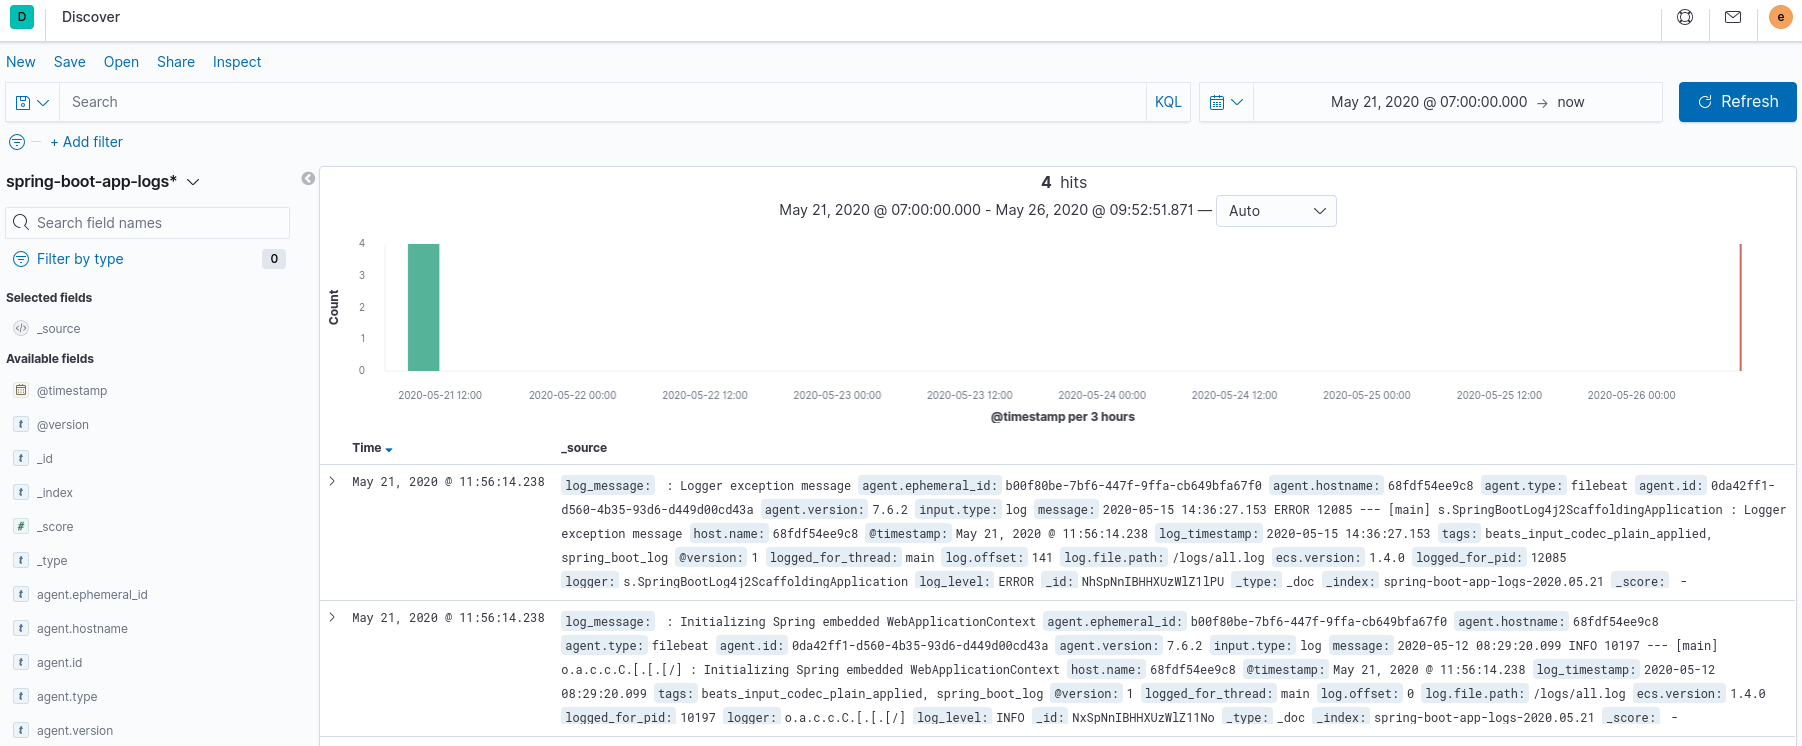 D Discover e
New Save Open Share Inspect
Search KQL May 21, 2020 @ 07:00:00.000 → now Refresh
+ Add filter
spring-boot-app-logs*
Search field names
Filter by type 0
Selected fields
_source
Available fields
@timestamp
t @version
t _id
t _index
# _score
t _type
t agent.ephemeral_id
t agent.hostname
t agent.id
t agent.type
t agent.version
4 hits
May 21, 2020 @ 07:00:00.000 - May 26, 2020 @ 09:52:51.871 — Auto
Count
4
3
2
1
0
2020-05-21 12:00 2020-05-22 00:00 2020-05-22 12:00 2020-05-23 00:00 2020-05-23 12:00 2020-05-24 00:00 2020-05-24 12:00 2020-05-25 00:00 2020-05-25 12:00 2020-05-26 00:00
@timestamp per 3 hours
Time _source
May 21, 2020 @ 11:56:14.238 log_message: : Logger exception message agent.ephemeral_id: b00f80be-7bf6-447f-9ffa-cb649bfa67f0 agent.hostname: 68fdf54ee9c8 agent.type: filebeat agent.id: 0da42ff1-
d560-4b35-93d6-d449d00cd43a agent.version: 7.6.2 input.type: log message: 2020-05-15 14:36:27.153 ERROR 12085 --- [main] s.SpringBootLog4j2ScaffoldingApplication : Logger
exception message host.name: 68fdf54ee9c8 @timestamp: May 21, 2020 @ 11:56:14.238 log_timestamp: 2020-05-15 14:36:27.153 tags: beats_input_codec_plain_applied,
spring_boot_log @version: 1 logged_for_thread: main log.offset: 141 log.file.path: /logs/all.log ecs.version: 1.4.0 logged_for_pid: 12085
logger: s.SpringBootLog4j2ScaffoldingApplication log_level: ERROR _id: NhSpNnIBHHXUzWlZ1lPU _type: _doc _index: spring-boot-app-logs-2020.05.21 _score: -
May 21, 2020 @ 11:56:14.238 log_message: : Initializing Spring embedded WebApplicationContext agent.ephemeral_id: b00f80be-7bf6-447f-9ffa-cb649bfa67f0 agent.hostname: 68fdf54ee9c8
agent.type: filebeat agent.id: 0da42ff1-d560-4b35-93d6-d449d00cd43a agent.version: 7.6.2 input.type: log message: 2020-05-12 08:29:20.099 INFO 10197 --- [main]
o.a.c.c.C.[.[.[/] : Initializing Spring embedded WebApplicationContext host.name: 68fdf54ee9c8 @timestamp: May 21, 2020 @ 11:56:14.238 log_timestamp: 2020-05-12
08:29:20.099 tags: beats_input_codec_plain_applied, spring_boot_log @version: 1 logged_for_thread: main log.offset: 0 log.file.path: /logs/all.log ecs.version: 1.4.0
logged_for_pid: 10197 logger: o.a.c.c.C.[.[.[/] log_level: INFO _id: NxSpNnIBHHXUzWlZ11No _type: _doc _index: spring-boot-app-logs-2020.05.21 _score: -